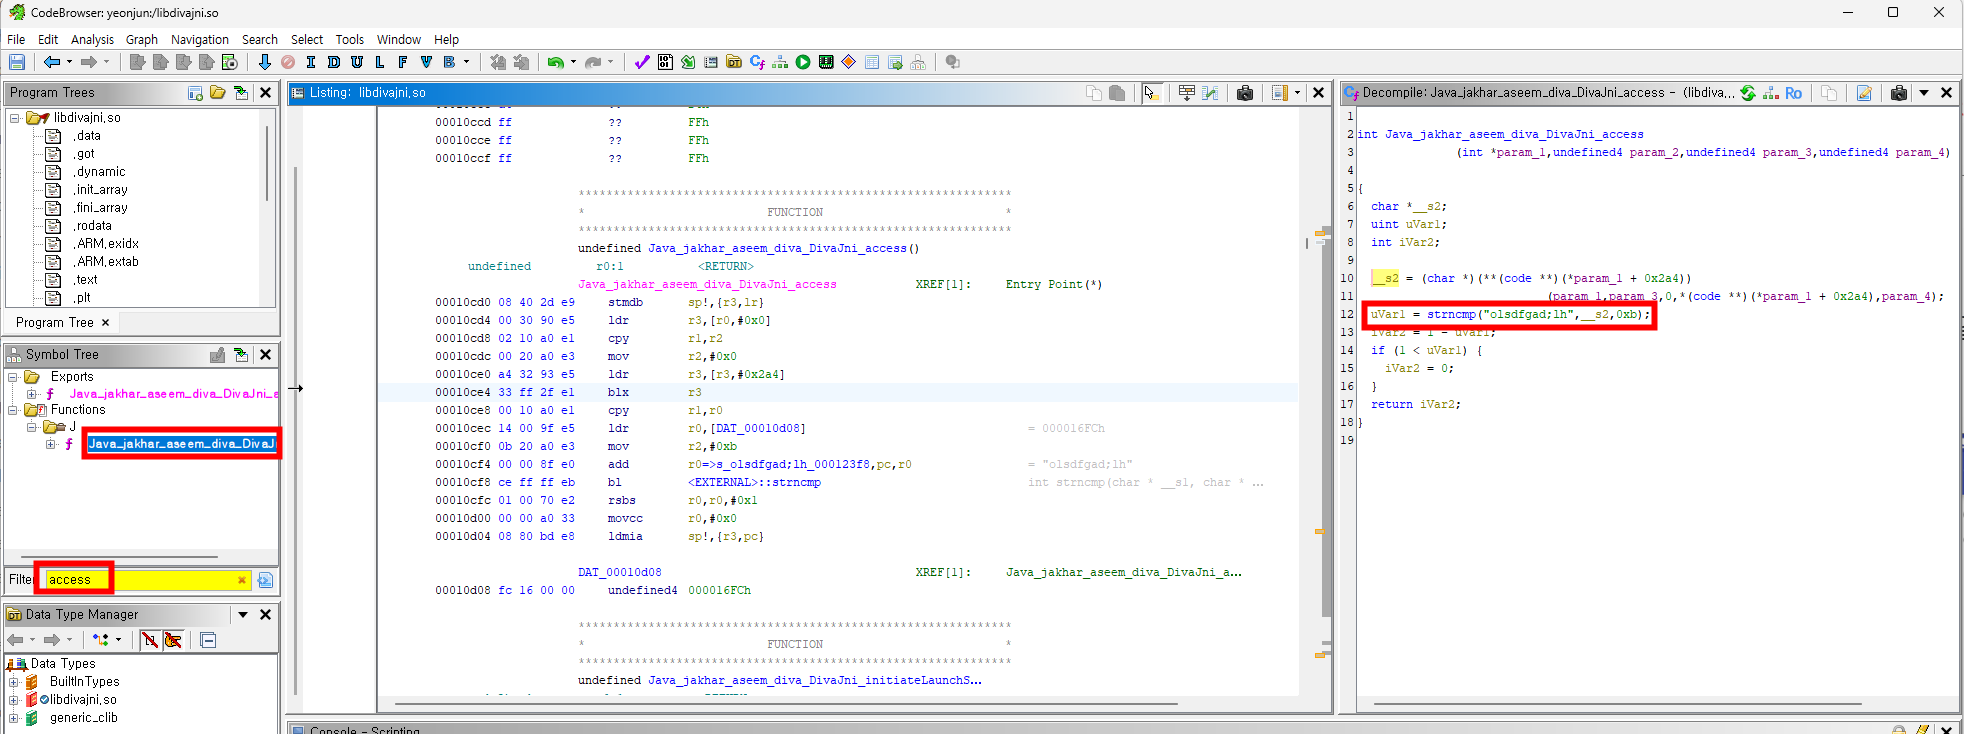 CodeBrowser: yeonjun:/libdivajni.so
File Edit Analysis Graph Navigation Search Select Tools Window Help
I D U L F V B
Program Trees
libdivajni.so
.data
.got
.dynamic
.init_array
.fini_array
.rodata
.ARM.exidx
.ARM.extab
.text
.plt
Program Tree
Symbol Tree
Exports
Java_jakhar_aseem_diva_DivaJni_a
Functions
J
Java_jakhar_aseem_diva_DivaJ
access
Data Type Manager
Data Types
BuiltInTypes
libdivajni.so
generic_clib
Listing: libdivajni.so
00010ccd ff ?? FFh
00010cce ff ?? FFh
00010ccf ff ?? FFh
*************************************************************
* FUNCTION *
*************************************************************
undefined Java_jakhar_aseem_diva_DivaJni_access()
undefined r0:1 <RETURN>
Java_jakhar_aseem_diva_DivaJni_access XREF[1]: Entry Point(*)
00010cd0 08 40 2d e9 stmdb sp!,{r3,lr}
00010cd4 00 30 90 e5 ldr r3,[r0,#0x0]
00010cd8 02 10 a0 e1 cpy r1,r2
00010cdc 00 20 a0 e3 mov r2,#0x0
00010ce0 a4 32 93 e5 ldr r3,[r3,#0x2a4]
00010ce4 33 ff 2f e1 blx r3
00010ce8 00 10 a0 e1 cpy r1,r0
00010cec 14 00 9f e5 ldr r0,[DAT_00010d08] = 000016FCh
00010cf0 0b 20 a0 e3 mov r2,#0xb
00010cf4 00 00 8f e0 add r0=>s_olsdfgad;lh_000123f8,pc,r0 = "olsdfgad;lh"
00010cf8 ce ff ff eb bl <EXTERNAL>::strncmp int strncmp(char * __s1, char * ...
00010cfc 01 00 70 e2 rsbs r0,r0,#0x1
00010d00 00 00 a0 33 movcc r0,#0x0
00010d04 08 80 bd e8 ldmia sp!,{r3,pc}
DAT_00010d08 XREF[1]: Java_jakhar_aseem_diva_DivaJni_a...
00010d08 fc 16 00 00 undefined4 000016FCh
*************************************************************
* FUNCTION *
*************************************************************
undefined Java_jakhar_aseem_diva_DivaJni_initiateLaunchS...
Console - Scripting
Decompile: Java_jakhar_aseem_diva_DivaJni_access - (libdiva...
Ro
1
2 int Java_jakhar_aseem_diva_DivaJni_access
3 (int *param_1,undefined4 param_2,undefined4 param_3,undefined4 param_4)
4
5 {
6 char *__s2;
7 uint uVar1;
8 int iVar2;
9
10 __s2 = (char *)(**(code **)(*param_1 + 0x2a4))
11 (param_1,param_3,0,*(code **)(*param_1 + 0x2a4),param_4);
12 uVar1 = strncmp("olsdfgad;lh",__s2,0xb);
13 iVar2 = 1 - uVar1;
14 if (1 < uVar1) {
15 iVar2 = 0;
16 }
17 return iVar2;
18 }
19